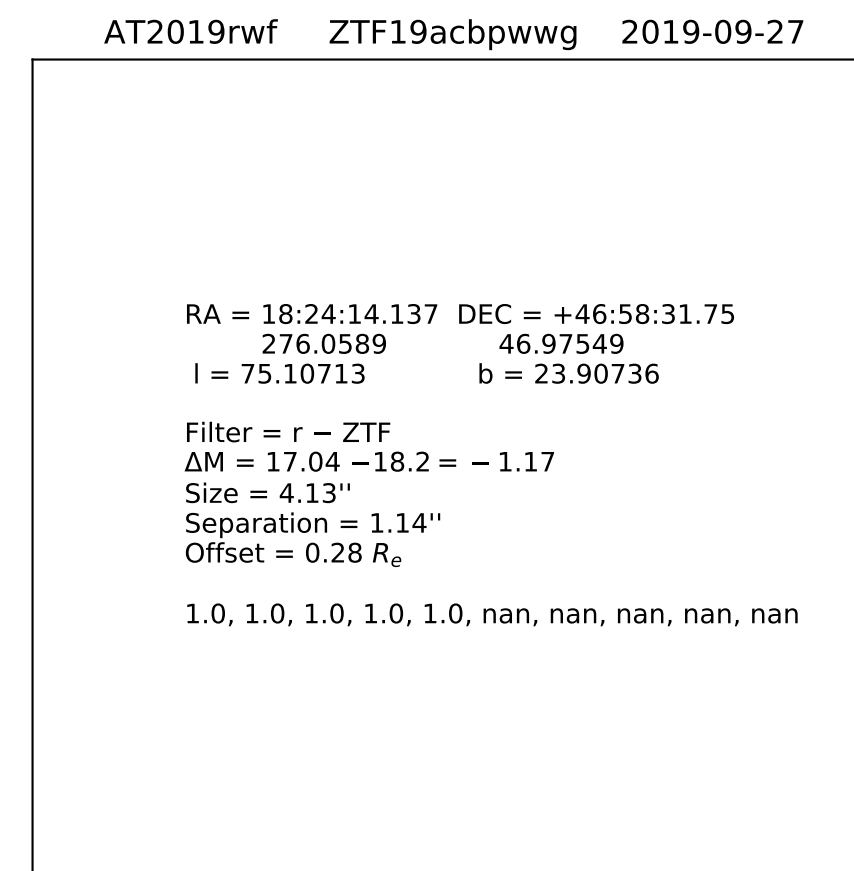 AT2019rwf ZTF19acbpwwg 2019-09-27
RA = 18:24:14.137 DEC = +46:58:31.75
276.0589 46.97549
l = 75.10713 b = 23.90736
Filter = r − ZTF
ΔM = 17.04 −18.2 = − 1.17
Size = 4.13''
Separation = 1.14''
Offset = 0.28 Rₑ
1.0, 1.0, 1.0, 1.0, 1.0, nan, nan, nan, nan, nan